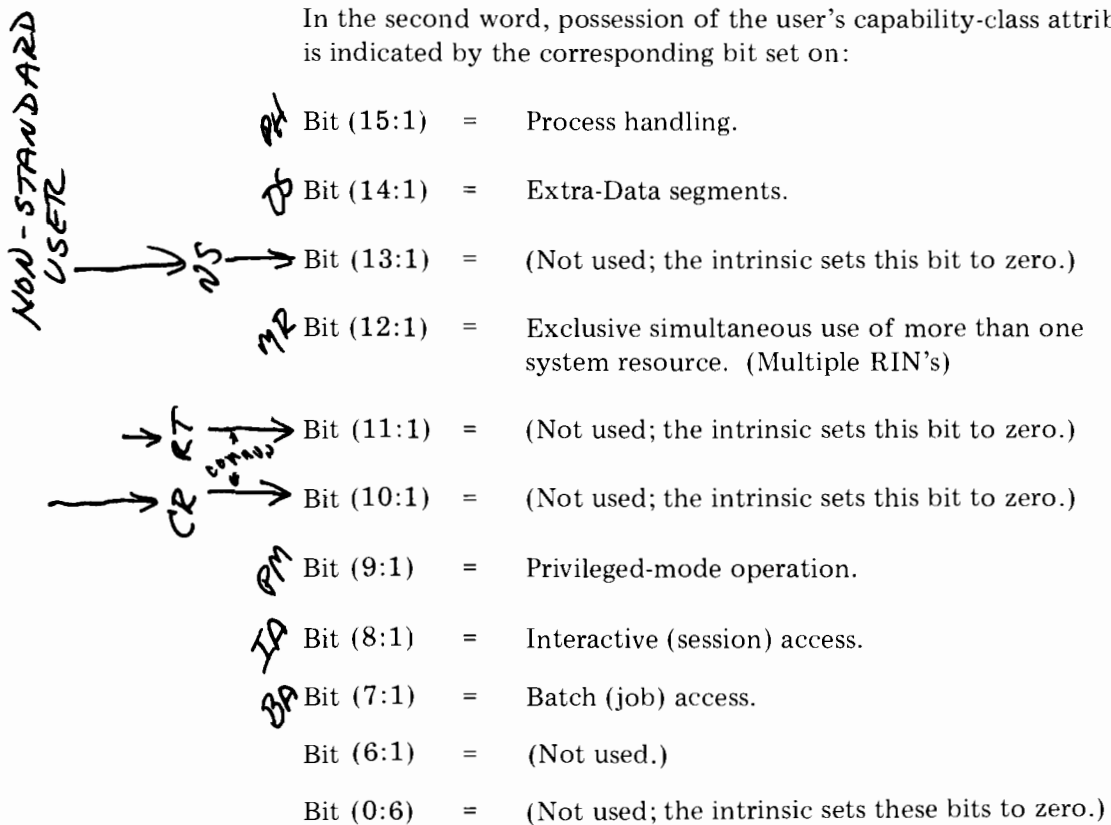 In the second word, possession of the user's capability-class attrib
is indicated by the corresponding bit set on:
NON-STANDARD
USER
PH Bit (15:1) = Process handling.
DS Bit (14:1) = Extra-Data segments.
NS Bit (13:1) = (Not used; the intrinsic sets this bit to zero.)
MR Bit (12:1) = Exclusive simultaneous use of more than one
system resource. (Multiple RIN's)
RT Bit (11:1) = (Not used; the intrinsic sets this bit to zero.)
CR Bit (10:1) = (Not used; the intrinsic sets this bit to zero.)
PM Bit (9:1) = Privileged-mode operation.
IA Bit (8:1) = Interactive (session) access.
BA Bit (7:1) = Batch (job) access.
Bit (6:1) = (Not used.)
Bit (0:6) = (Not used; the intrinsic sets these bits to zero.)